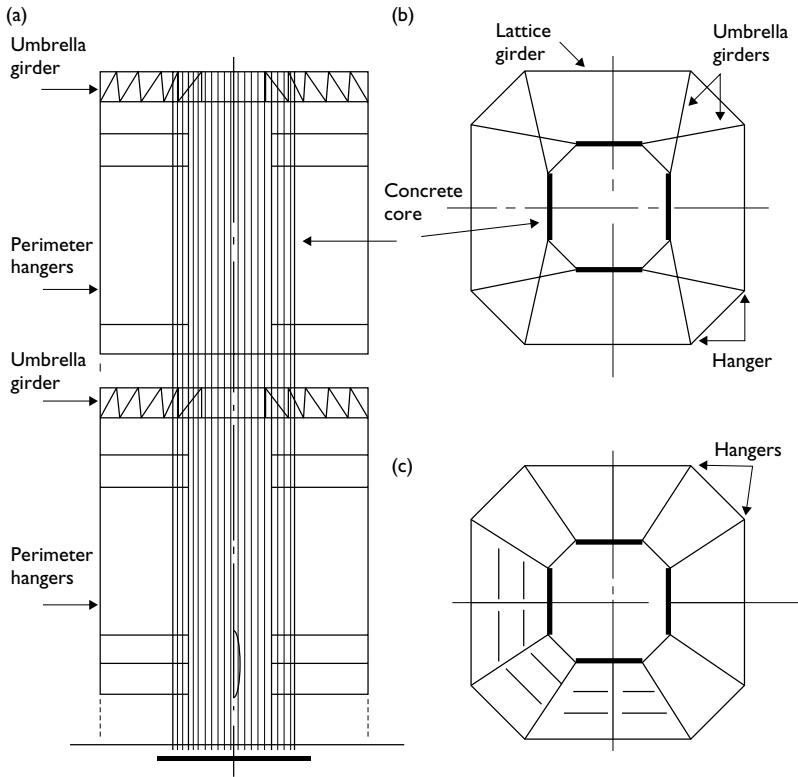 (a)
Umbrella
girder
Perimeter
hangers
Umbrella
girder
Perimeter
hangers
Concrete
core
(b)
Lattice
girder
Umbrella
girders
Hanger
(c)
Hangers